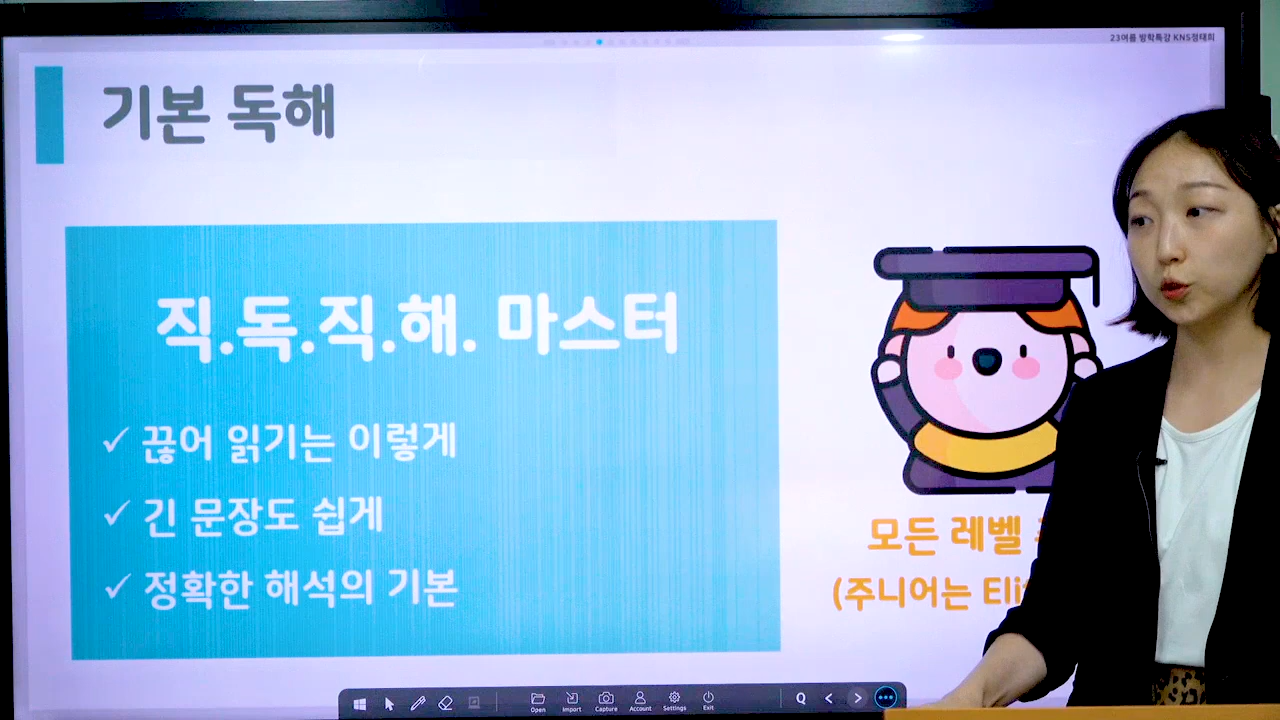 23여름 방학특강 KNS정태희
기본 독해
직.독.직.해. 마스터
✓ 끊어 읽기는 이렇게
✓ 긴 문장도 쉽게
✓ 정확한 해석의 기본
모든 레벨
(주니어는
Open Import Capture Account Settings Exit